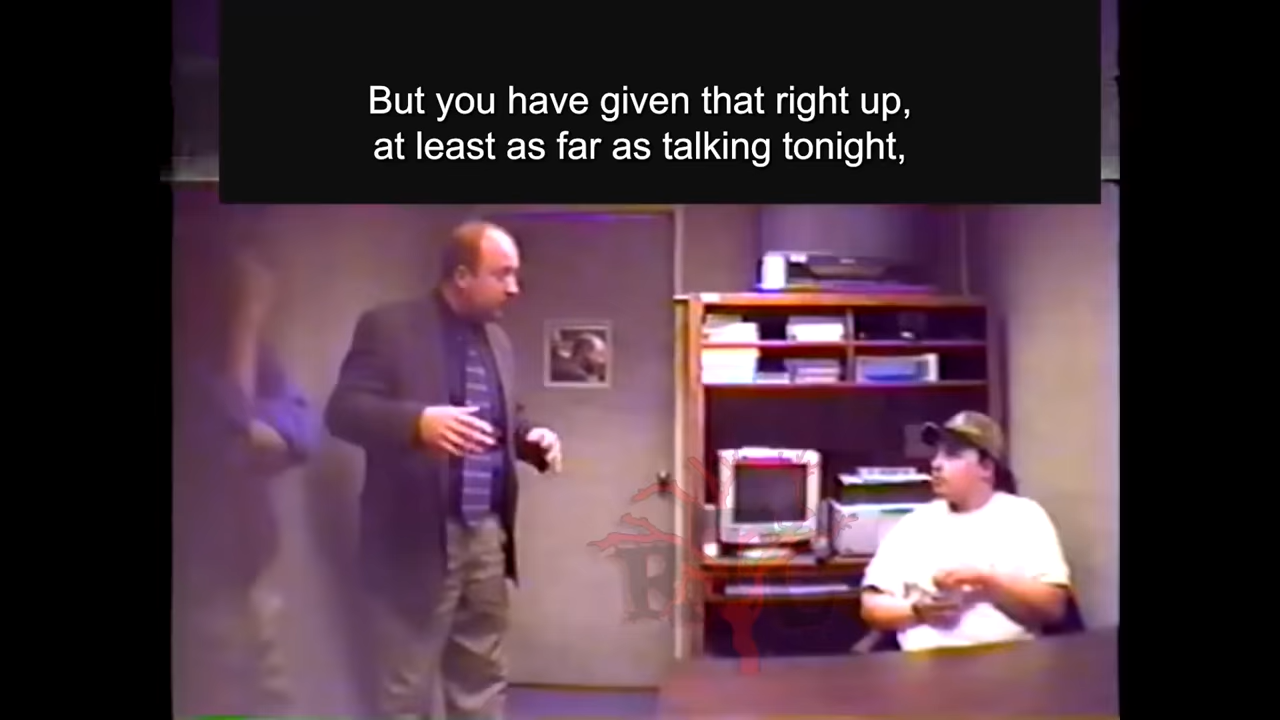 But you have given that right up,
at least as far as talking tonight,